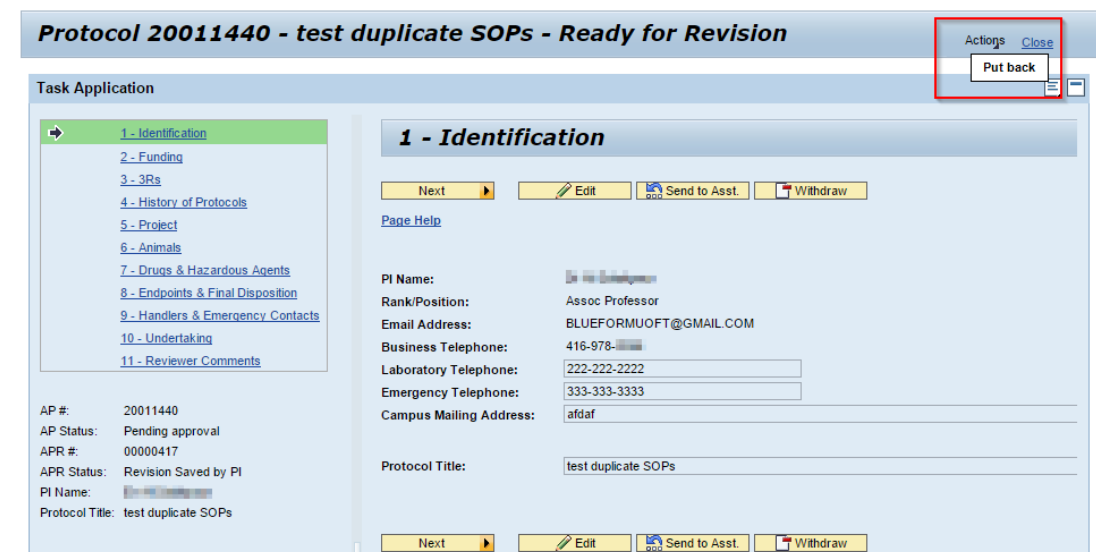 Protocol 20011440 - test duplicate SOPs - Ready for Revision
Actions Close
Put back
Task Application
1 - Identification
2 - Funding
3 - 3Rs
4 - History of Protocols
5 - Project
6 - Animals
7 - Drugs & Hazardous Agents
8 - Endpoints & Final Disposition
9 - Handlers & Emergency Contacts
10 - Undertaking
11 - Reviewer Comments
AP #: 20011440
AP Status: Pending approval
APR #: 00000417
APR Status: Revision Saved by PI
PI Name:
Protocol Title: test duplicate SOPs
1 - Identification
Next Edit Send to Asst. Withdraw
Page Help
PI Name:
Rank/Position: Assoc Professor
Email Address: BLUEFORMUOFT@GMAIL.COM
Business Telephone: 416-978-
Laboratory Telephone: 222-222-2222
Emergency Telephone: 333-333-3333
Campus Mailing Address: afdaf
Protocol Title: test duplicate SOPs
Next Edit Send to Asst. Withdraw